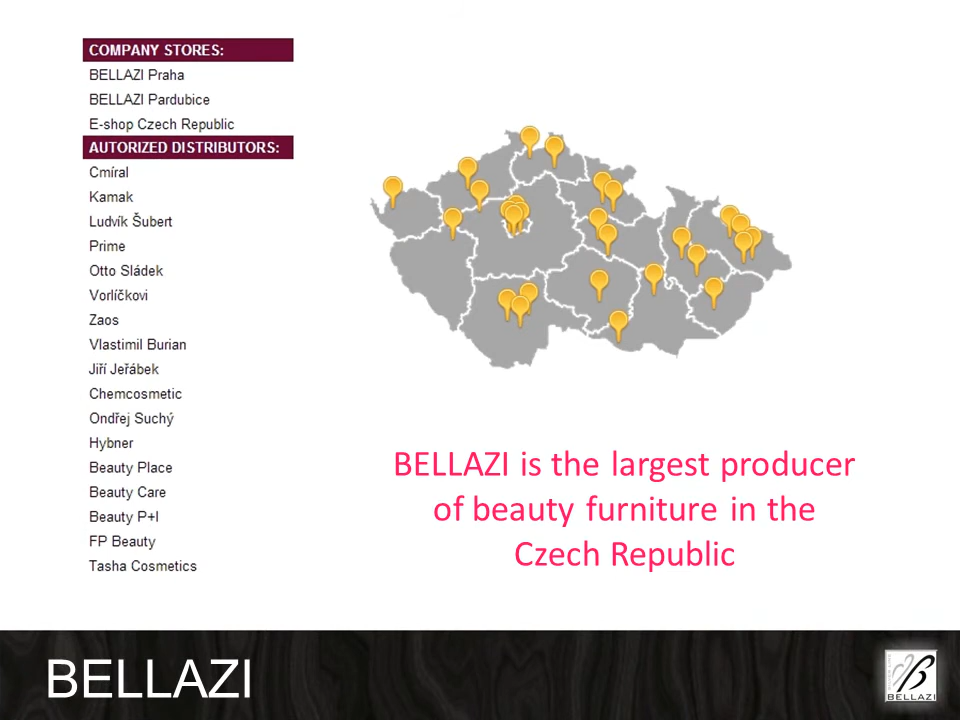 COMPANY STORES:
BELLAZI Praha
BELLAZI Pardubice
E-shop Czech Republic
AUTORIZED DISTRIBUTORS:
Cmíral
Kamak
Ludvík Šubert
Prime
Otto Sládek
Vorlíčkovi
Zaos
Vlastimil Burian
Jiří Jeřábek
Chemcosmetic
Ondřej Suchý
Hybner
Beauty Place
Beauty Care
Beauty P+I
FP Beauty
Tasha Cosmetics
BELLAZI is the largest producer
of beauty furniture in the
Czech Republic
BELLAZI
BELLAZI